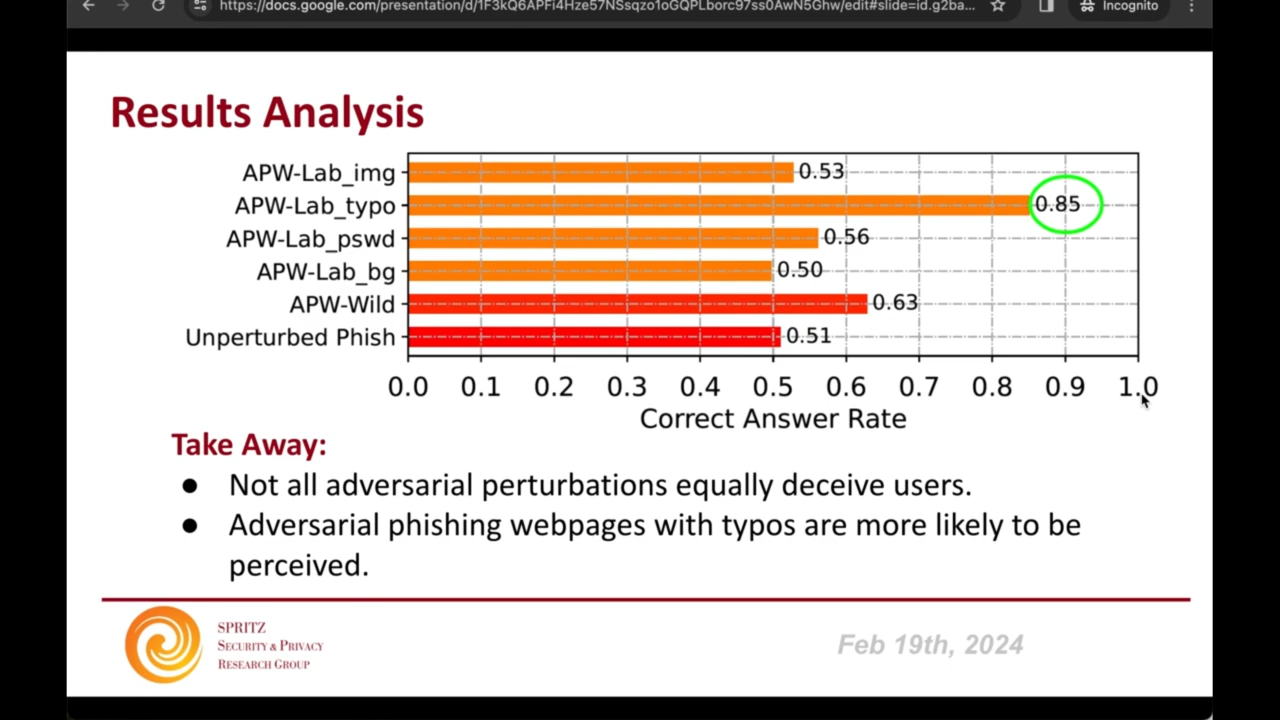 https://docs.google.com/presentation/d/1F3kQ6APFi4Hze57NSsqzo1oGQPLborc97ss0AwN5Ghw/edit#slide=id.g2ba... Incognito
Results Analysis
APW-Lab_img 0.53
APW-Lab_typo 0.85
APW-Lab_pswd 0.56
APW-Lab_bg 0.50
APW-Wild 0.63
Unperturbed Phish 0.51
0.0 0.1 0.2 0.3 0.4 0.5 0.6 0.7 0.8 0.9 1.0
Correct Answer Rate
Take Away:
● Not all adversarial perturbations equally deceive users.
● Adversarial phishing webpages with typos are more likely to be
perceived.
SPRITZ
SECURITY & PRIVACY
RESEARCH GROUP
Feb 19th, 2024